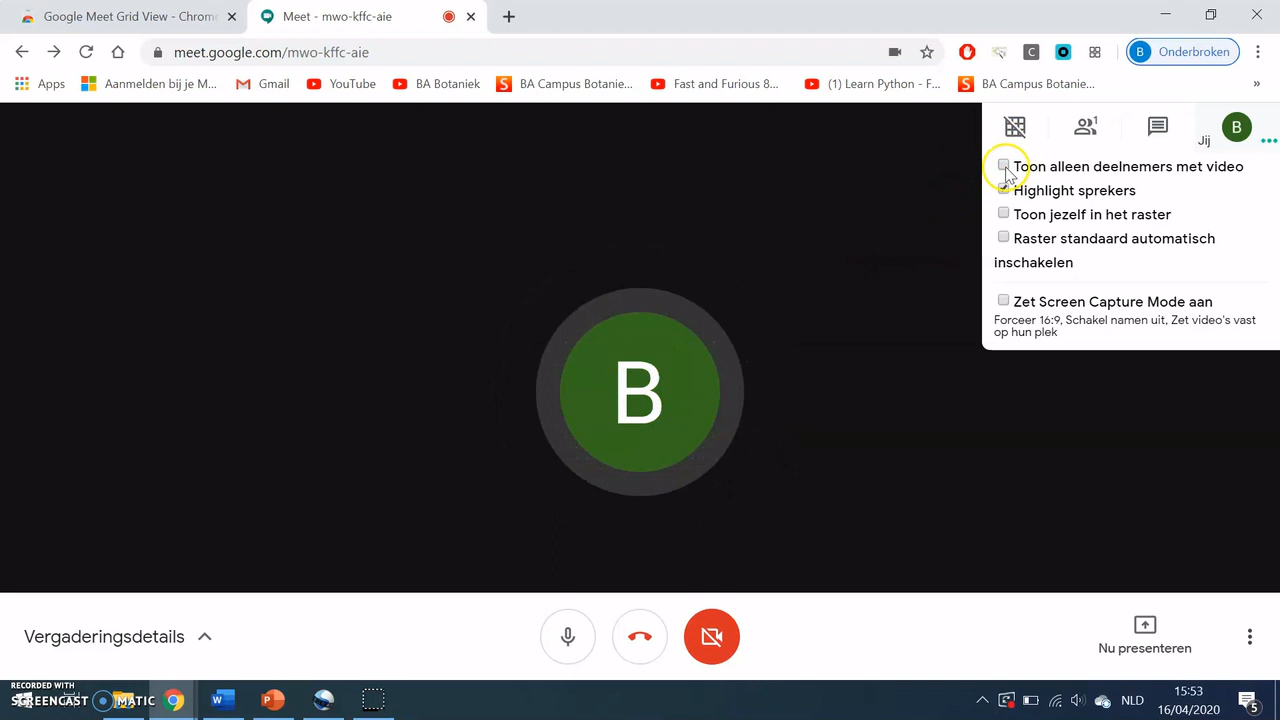 Google Meet Grid View - Chrom
Meet - mwo-kffc-aie
meet.google.com/mwo-kffc-aie
C
B Onderbroken
Apps
Aanmelden bij je M...
Gmail
YouTube
BA Botaniek
BA Campus Botanie...
Fast and Furious 8...
(1) Learn Python - F...
BA Campus Botanie...
»
1
Jij
B
Toon alleen deelnemers met video
Highlight sprekers
Toon jezelf in het raster
Raster standaard automatisch
inschakelen
Zet Screen Capture Mode aan
Forceer 16:9, Schakel namen uit, Zet video's vast
op hun plek
B
Vergaderingsdetails
Nu presenteren
RECORDED WITH
SCREENCAST MATIC
NLD
15:53
16/04/2020
5